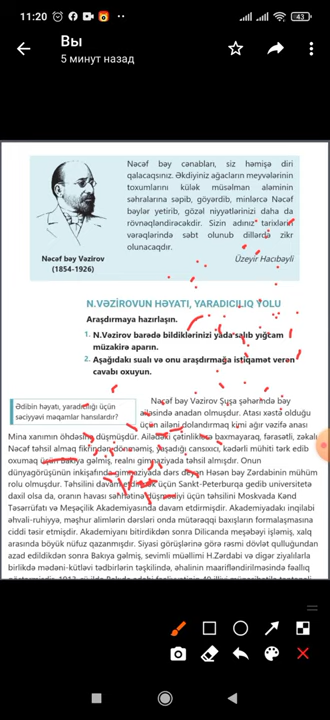 11:20
43
Вы
5 минут назад
Nəcəf bəy cənabları, siz həmişə diri
qalacaqsınız. Əkdiyiniz ağacların meyvələrinin
toxumlarını külək müsəlman aləminin
səhralarına səpib, göyərdib, minlərcə Nəcəf
bəylər yetirib, gözəl niyyətlərinizi daha da
rövnəqləndirəcəkdir. Sizin adınız tarixlərin
vərəqlərində səbt olunub dillərdə zikr
olunacaqdır.
Üzeyir Hacıbəyli
Nəcəf bəy Vəzirov
(1854-1926)
N.VƏZİROVUN HƏYATI, YARADICILIQ YOLU
Araşdırmaya hazırlaşın.
1. N.Vəzirov barədə bildiklərinizi yada salıb yığcam
müzakirə aparın.
2. Aşağıdakı sualı və onu araşdırmağa istiqamət verən
cavabı oxuyun.
Ədibin həyatı, yaradıcılığı üçün
səciyyəvi məqamlar hansılardır?
Nəcəf bəy Vəzirov Şuşa şəhərində bəy
ailəsində anadan olmuşdur. Atası xəstə olduğu
üçün ailəni dolandırmaq kimi ağır vəzifə anası
Mina xanımın öhdəsinə düşmüşdür. Ailədəki çətinliklərə baxmayaraq, fərasətli, zəkalı
Nəcəf təhsil almaq fikrindən dönməmiş, yaşadığı cansıxıcı, kədərli mühiti tərk edib
oxumaq üçün Bakıya gəlmiş, realnı gimnaziyada təhsil almışdır. Onun
dünyagörüşünün inkişafında gimnaziyada dərs deyən Həsən bəy Zərdabinin mühüm
rolu olmuşdur. Təhsilini davam etdirmək üçün Sankt-Peterburqa gedib universitetə
daxil olsa da, oranın havası səhhətinə düşmədiyi üçün təhsilini Moskvada Kənd
Təsərrüfatı və Meşəçilik Akademiyasında davam etdirmişdir. Akademiyadakı inqilabi
əhvali-ruhiyyə, məşhur alimlərin dərsləri onda mütərəqqi baxışların formalaşmasına
ciddi təsir etmişdir. Akademiyanı bitirdikdən sonra Dilicanda meşəbəyi işləmiş, xalq
arasında böyük nüfuz qazanmışdır. Siyasi görüşlərinə görə rəsmi dövlət qulluğundan
azad edildikdən sonra Bakıya gəlmiş, sevimli müəllimi H.Zərdabi və digər ziyalılarla
birlikdə mədəni-kütləvi tədbirlərin təşkilində, əhalinin maarifləndirilməsində fəallıq